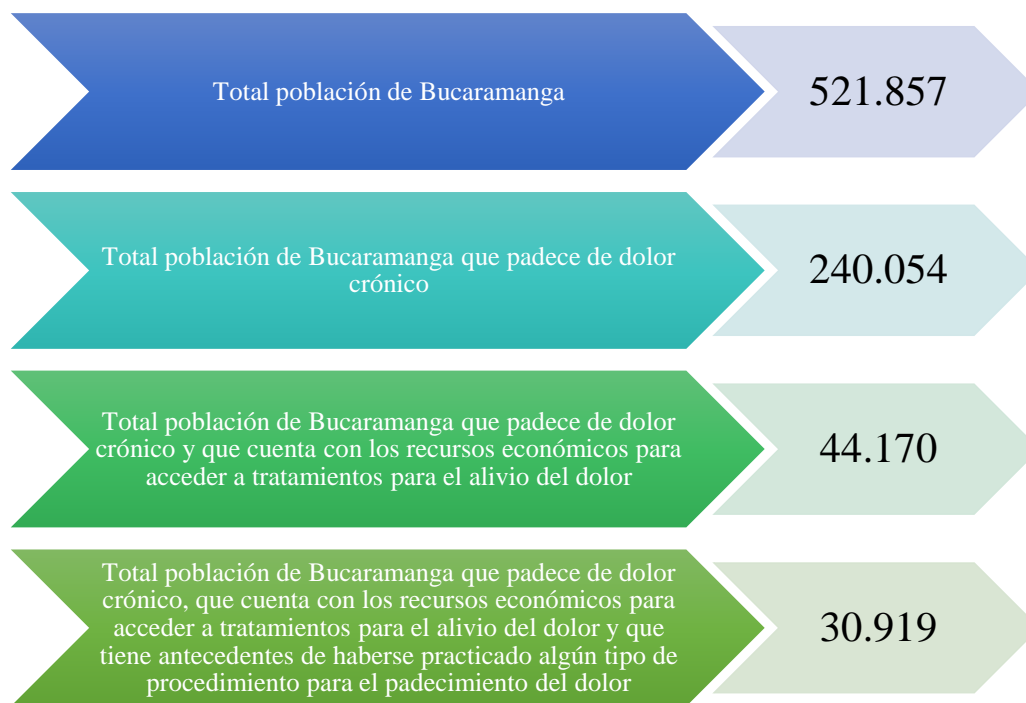 Total población de Bucaramanga
521.857
Total población de Bucaramanga que padece de dolor
crónico
240.054
Total población de Bucaramanga que padece de dolor
crónico y que cuenta con los recursos económicos para
acceder a tratamientos para el alivio del dolor
44.170
Total población de Bucaramanga que padece de dolor
crónico, que cuenta con los recursos económicos para
acceder a tratamientos para el alivio del dolor y que
tiene antecedentes de haberse practicado algún tipo de
procedimiento para el padecimiento del dolor
30.919